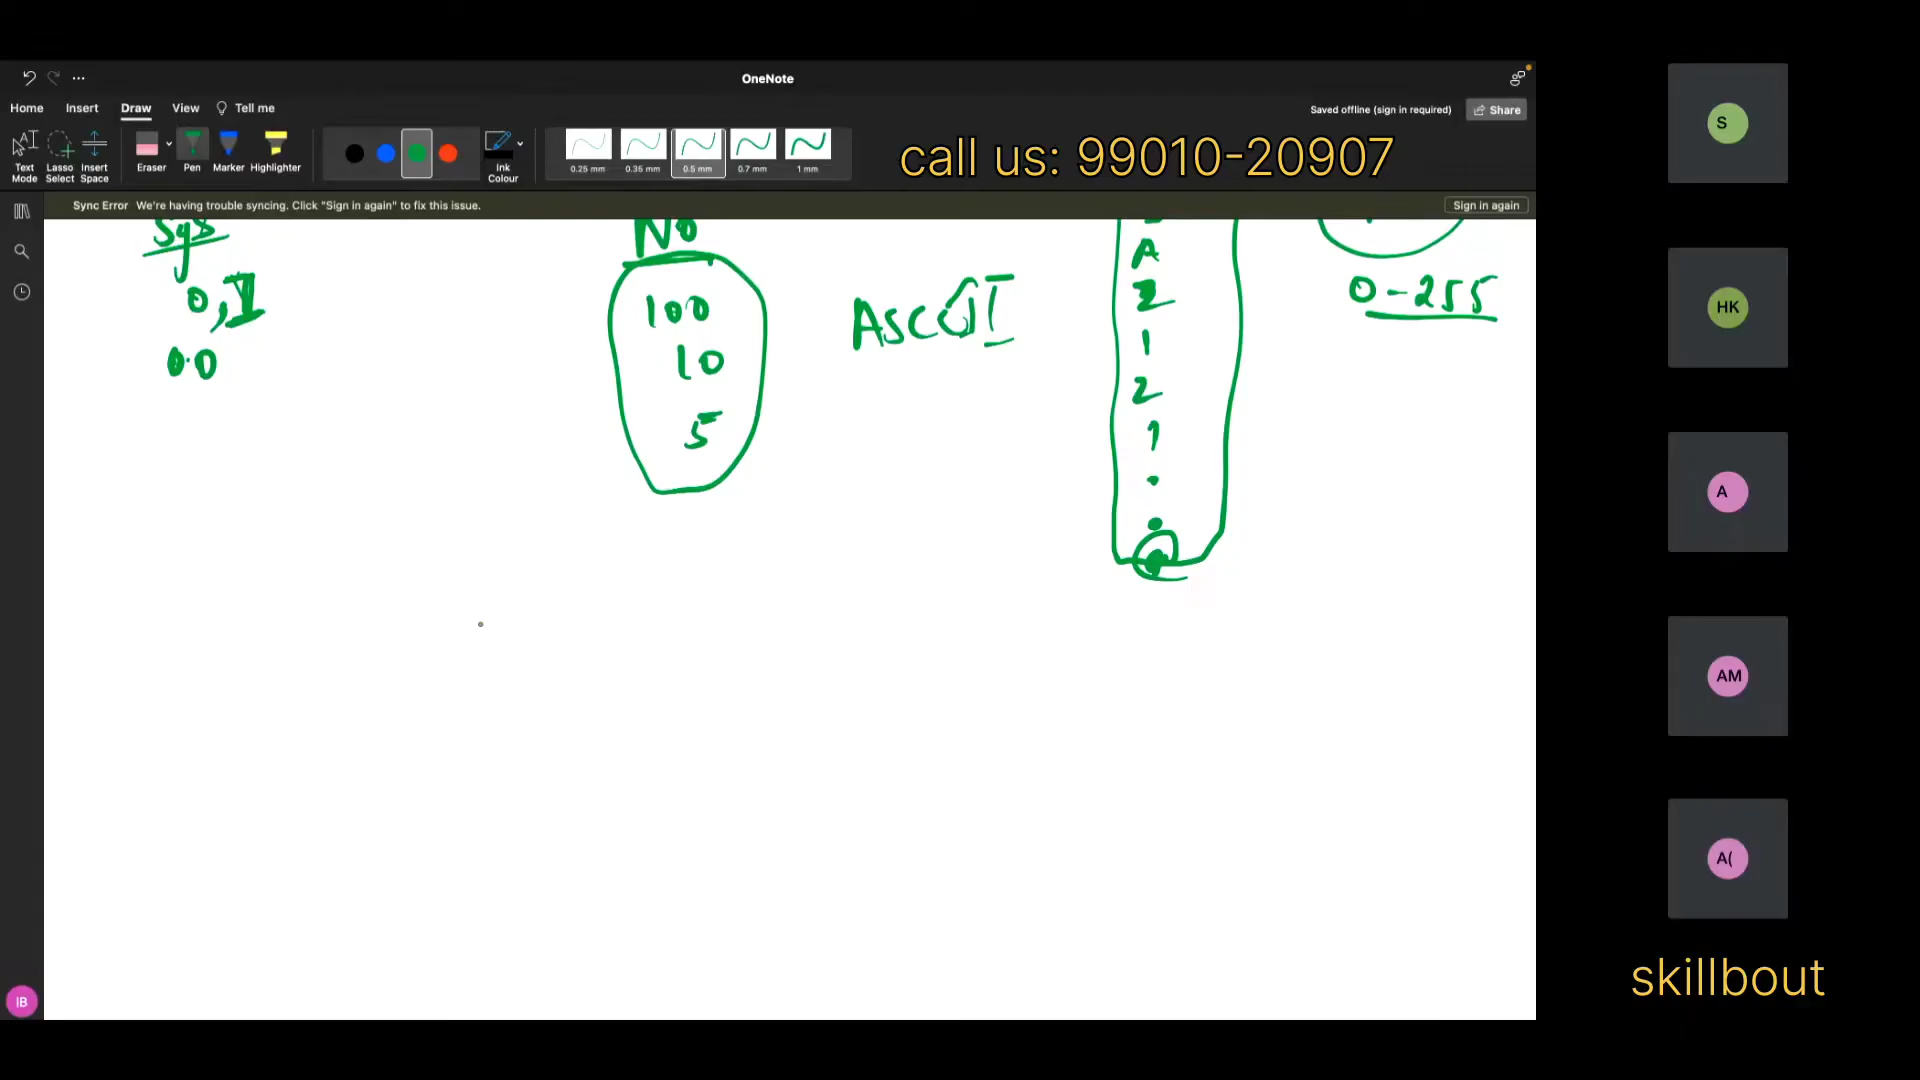 OneNote
Home Insert Draw View Tell me
Saved offline (sign in required) Share
Text Mode
Lasso Select
Insert Space
Eraser
Pen
Marker
Highlighter
Ink Colour
0.25 mm
0.35 mm
0.5 mm
0.7 mm
1 mm
call us: 99010-20907
Sync Error We're having trouble syncing. Click "Sign in again" to fix this issue.
Sign in again
Sys
0,
0.0
No
100
10
5
A
Z
1
2
0-255
S
HK
A
AM
A(
IB
skillbout